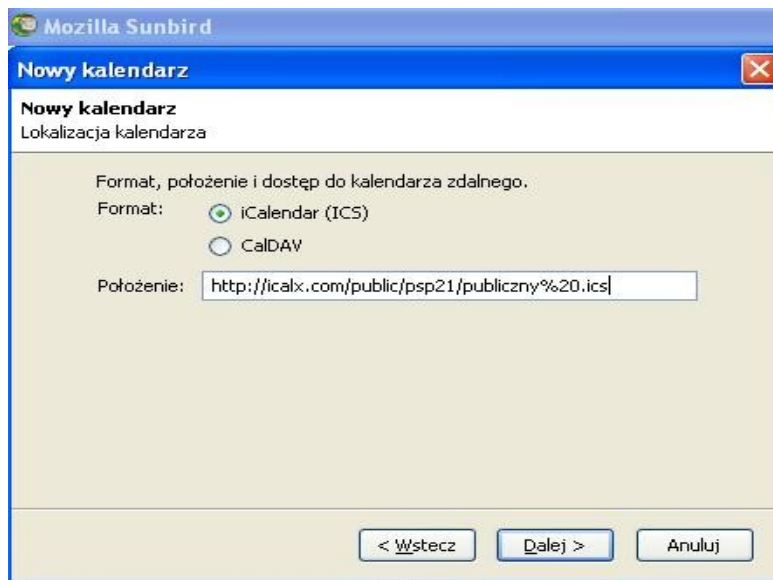 Mozilla Sunbird
Nowy kalendarz
Nowy kalendarz
Lokalizacja kalendarza
Format, położenie i dostęp do kalendarza zdalnego.
Format: iCalendar (ICS)
CalDAV
Położenie: http://icalx.com/public/psp21/publiczny%20.ics
< Wstecz Dalej > Anuluj